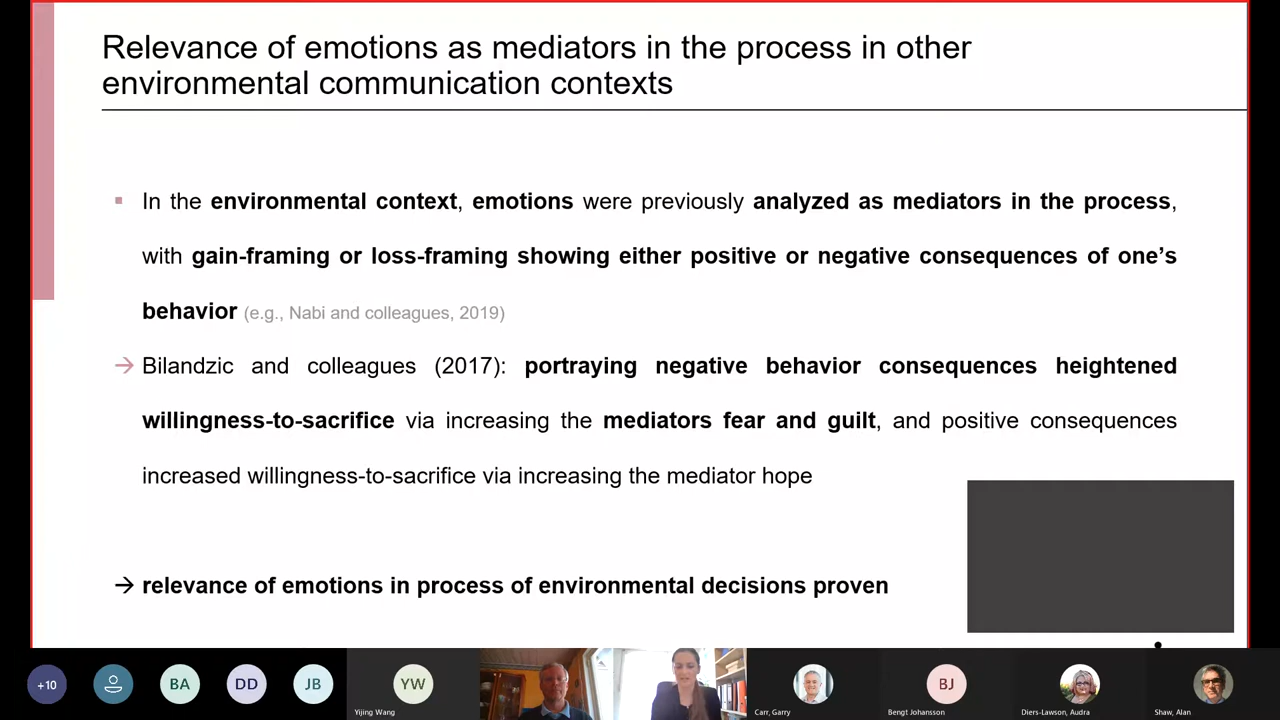 Relevance of emotions as mediators in the process in other
environmental communication contexts
In the environmental context, emotions were previously analyzed as mediators in the process,
with gain-framing or loss-framing showing either positive or negative consequences of one's
behavior (e.g., Nabi and colleagues, 2019)
→ Bilandzic and colleagues (2017): portraying negative behavior consequences heightened
willingness-to-sacrifice via increasing the mediators fear and guilt, and positive consequences
increased willingness-to-sacrifice via increasing the mediator hope
→ relevance of emotions in process of environmental decisions proven
+10
BA
DD
JB
YW
BJ
Yijing Wang
Carr, Garry
Bengt Johansson
Diers-Lawson, Audra
Shaw, Alan